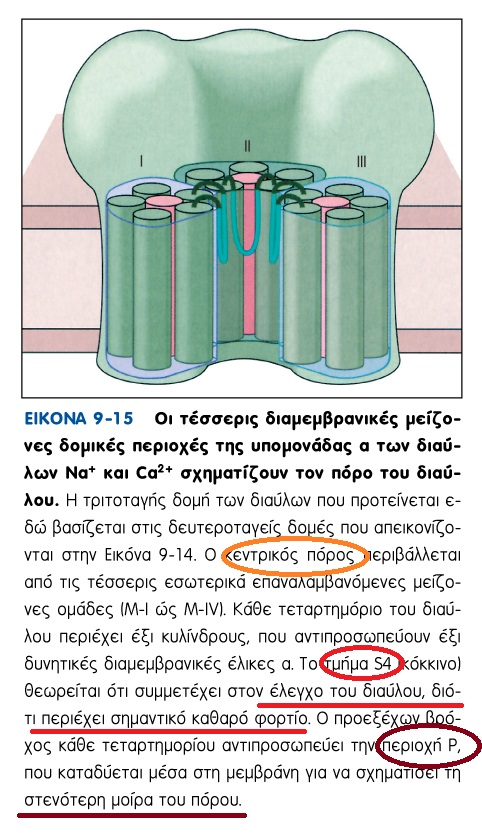 I
II
III
ΕΙΚΟΝΑ 9-15 Οι τέσσερις διαμεμβρανικές μείζο-
νες δομικές περιοχές της υπομονάδας α των διαύ-
λων Na⁺ και Ca²⁺ σχηματίζουν τον πόρο του διαύ-
λου. Η τριτοταγής δομή των διαύλων που προτείνεται ε-
δώ βασίζεται στις δευτεροταγείς δομές που απεικονίζο-
νται στην Εικόνα 9-14. Ο κεντρικός πόρος περιβάλλεται
από τις τέσσερις εσωτερικά επαναλαμβανόμενες μείζο-
νες ομάδες (M-I ώς M-IV). Κάθε τεταρτημόριο του διαύ-
λου περιέχει έξι κυλίνδρους, που αντιπροσωπεύουν έξι
δυνητικές διαμεμβρανικές έλικες α. Το τμήμα S4 (κόκκινο)
θεωρείται ότι συμμετέχει στον έλεγχο του διαύλου, διό-
τι περιέχει σημαντικό καθαρό φορτίο. Ο προεξέχων βρό-
χος κάθε τεταρτημορίου αντιπροσωπεύει την περιοχή P,
που καταδύεται μέσα στη μεμβράνη για να σχηματίσει τη
στενότερη μοίρα του πόρου.